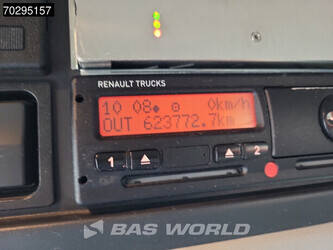 70295157
RENAULT TRUCKS
10 08 0km/h
OUT 623772.7km
1 2
BAS WORLD